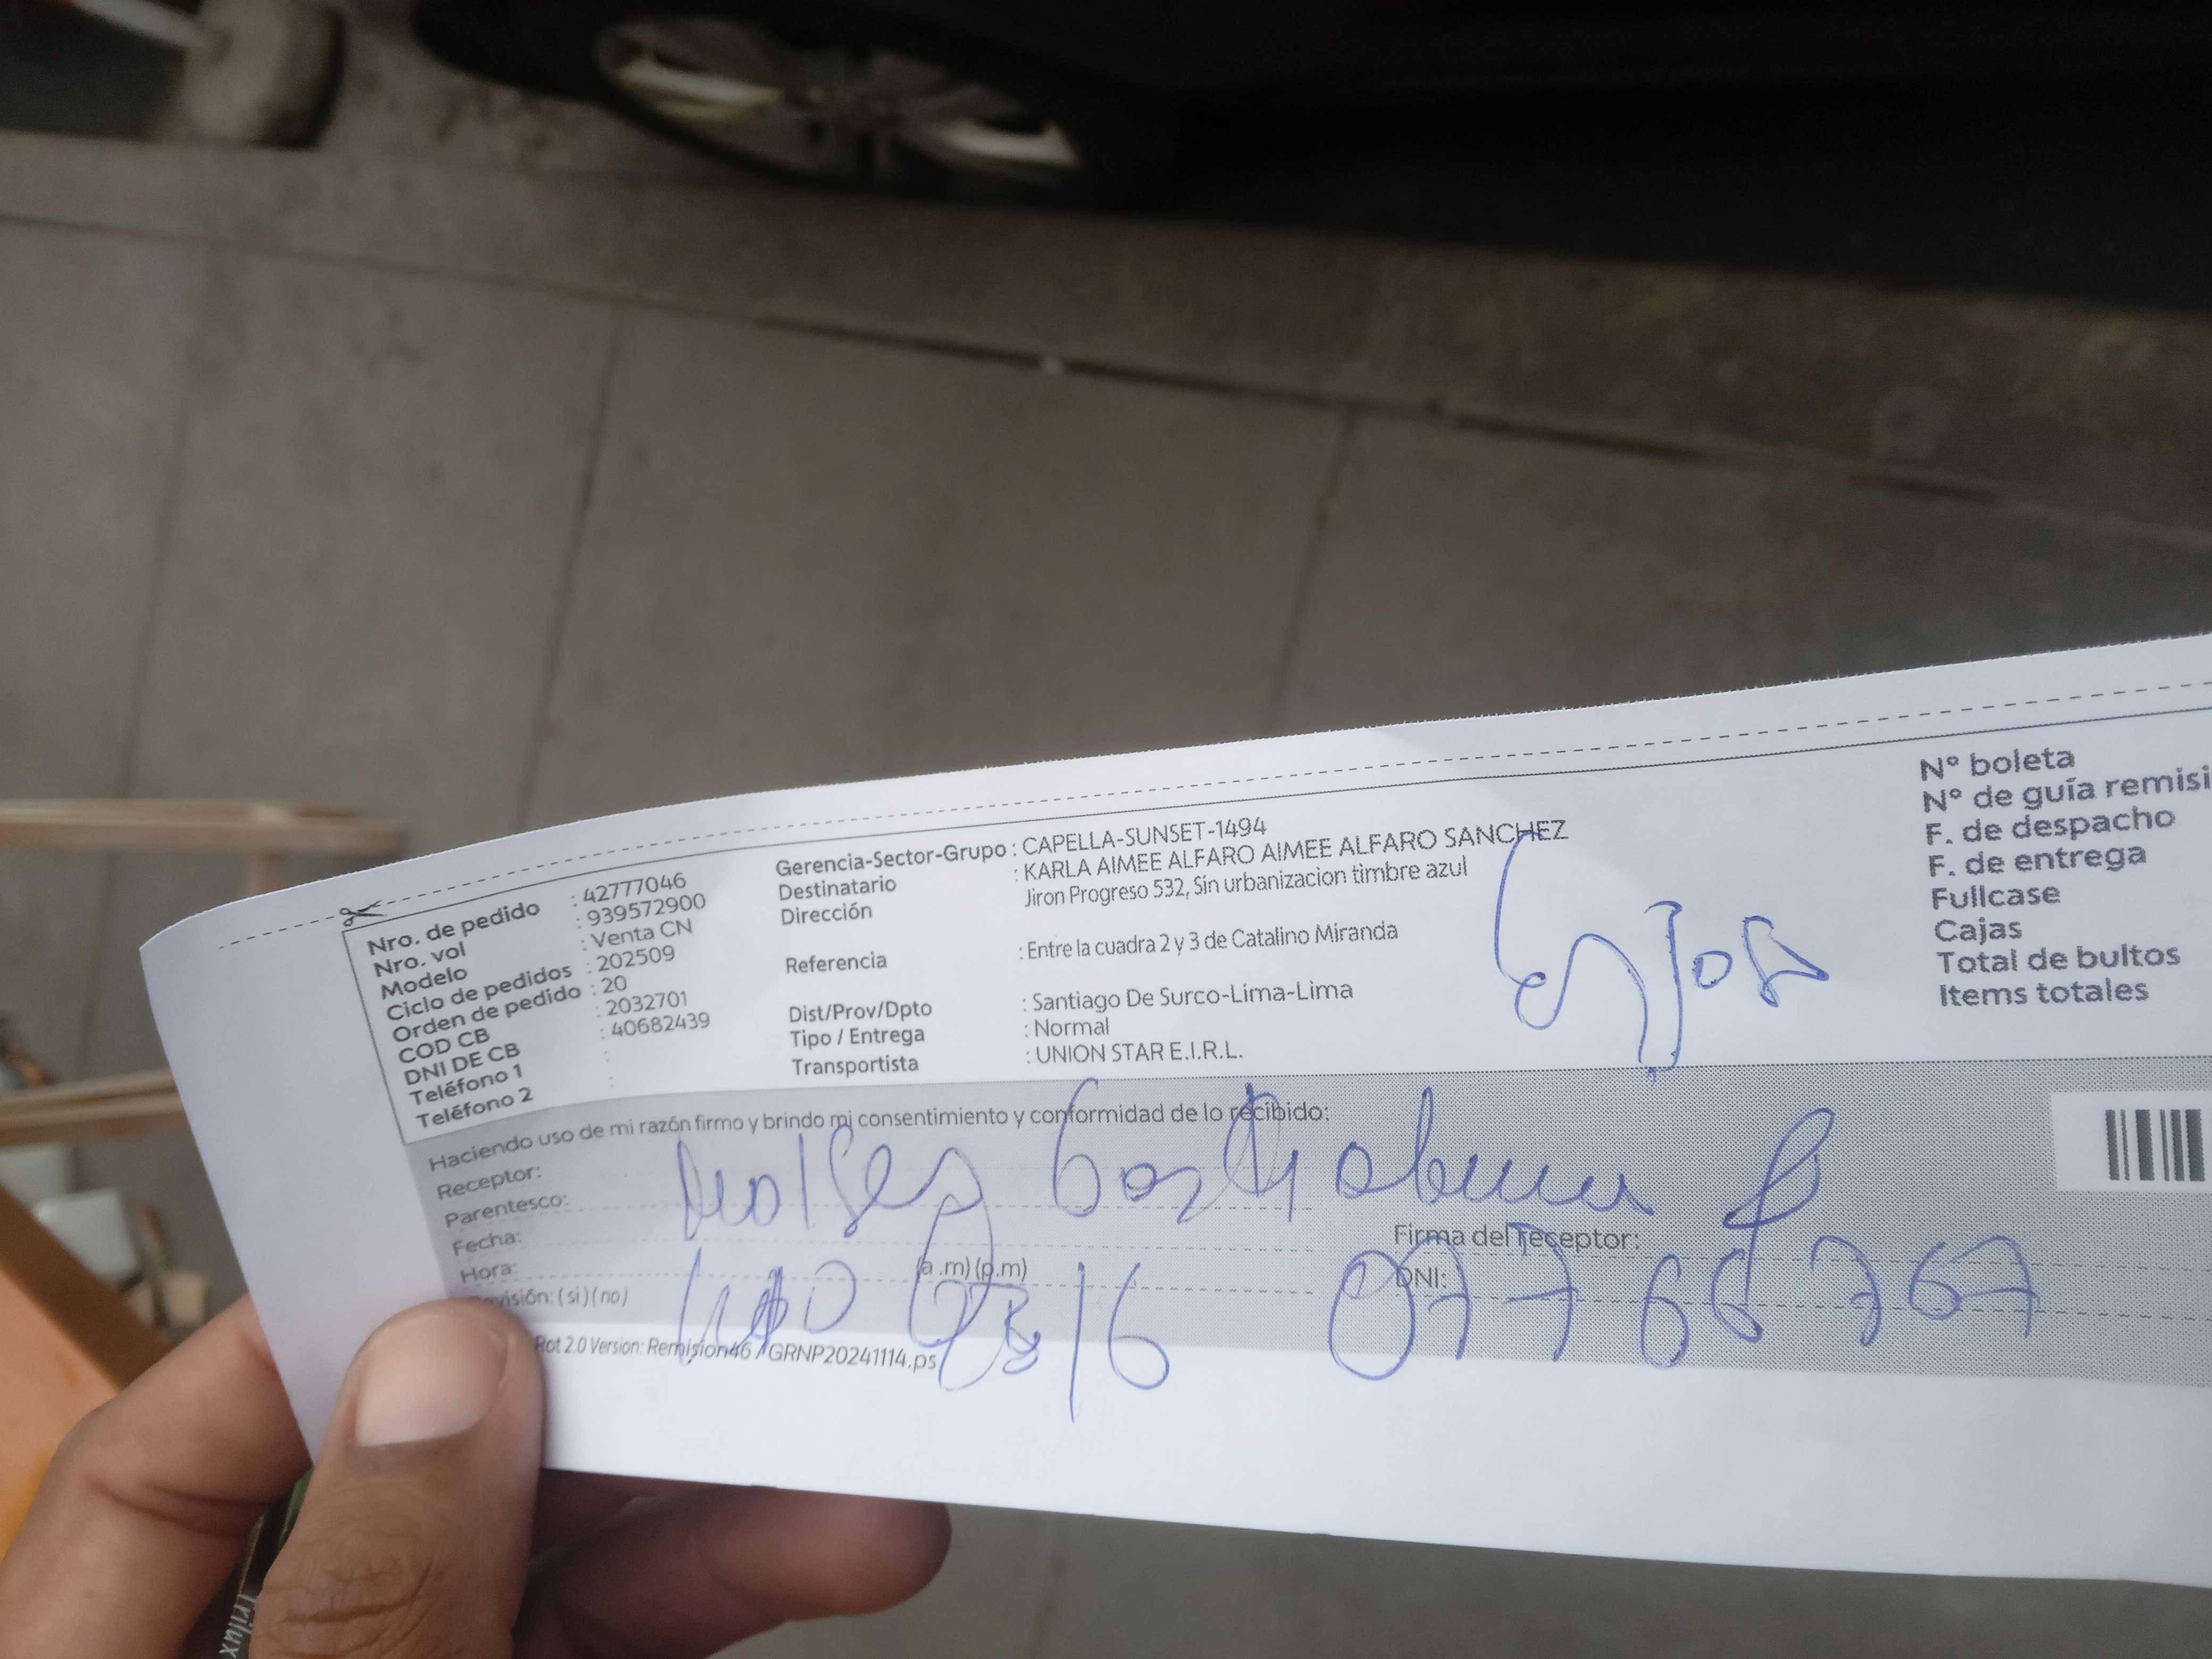 Nro. de pedido : 42777046
Nro. vol : 939572900
Modelo : Venta CN
Ciclo de pedidos : 202509
Orden de pedido : 20
COD CB : 2032701
DNI DE CB : 40682439
Teléfono 1 :
Teléfono 2 :
Gerencia-Sector-Grupo : CAPELLA-SUNSET-1494
Destinatario : KARLA AIMEE ALFARO AIMEE ALFARO SANCHEZ
Dirección Jiron Progreso 532, Sin urbanizacion timbre azul
Referencia : Entre la cuadra 2 y 3 de Catalino Miranda
Dist/Prov/Dpto : Santiago De Surco-Lima-Lima
Tipo / Entrega : Normal
Transportista : UNION STAR E.I.R.L.
N° boleta
N° de guía remisi
F. de despacho
F. de entrega
Fullcase
Cajas
Total de bultos
Items totales
Haciendo uso de mi razón firmo y brindo mi consentimiento y conformidad de lo recibido:
Receptor:
Parentesco:
Fecha:
Hora: (a.m) (p.m)
(si) (no)
Firma del receptor:
DNI: 07766767
16
2.0 Version: Remision46 / GRNP20241114.ps
Trilux